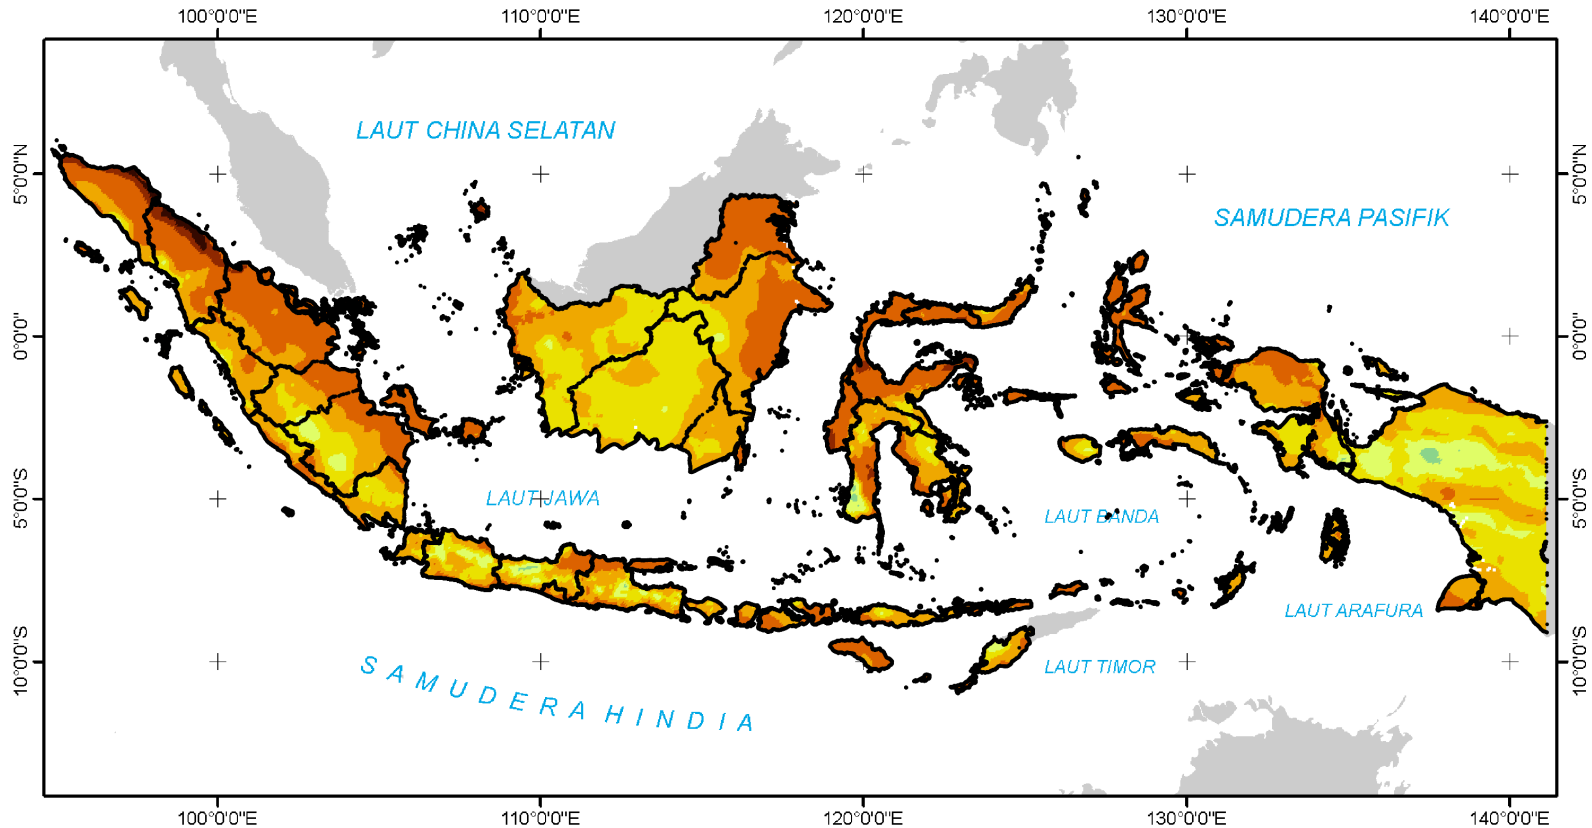 100°0'0"E 110°0'0"E 120°0'0"E 130°0'0"E 140°0'0"E
LAUT CHINA SELATAN
5°0'0"N 5°0'0"N
SAMUDERA PASIFIK
0°0'0" 0°0'0"
LAUT JAWA
5°0'0"S 5°0'0"S
LAUT BANDA
LAUT ARAFURA
10°0'0"S 10°0'0"S
LAUT TIMOR
SAMUDERA HINDIA
100°0'0"E 110°0'0"E 120°0'0"E 130°0'0"E 140°0'0"E